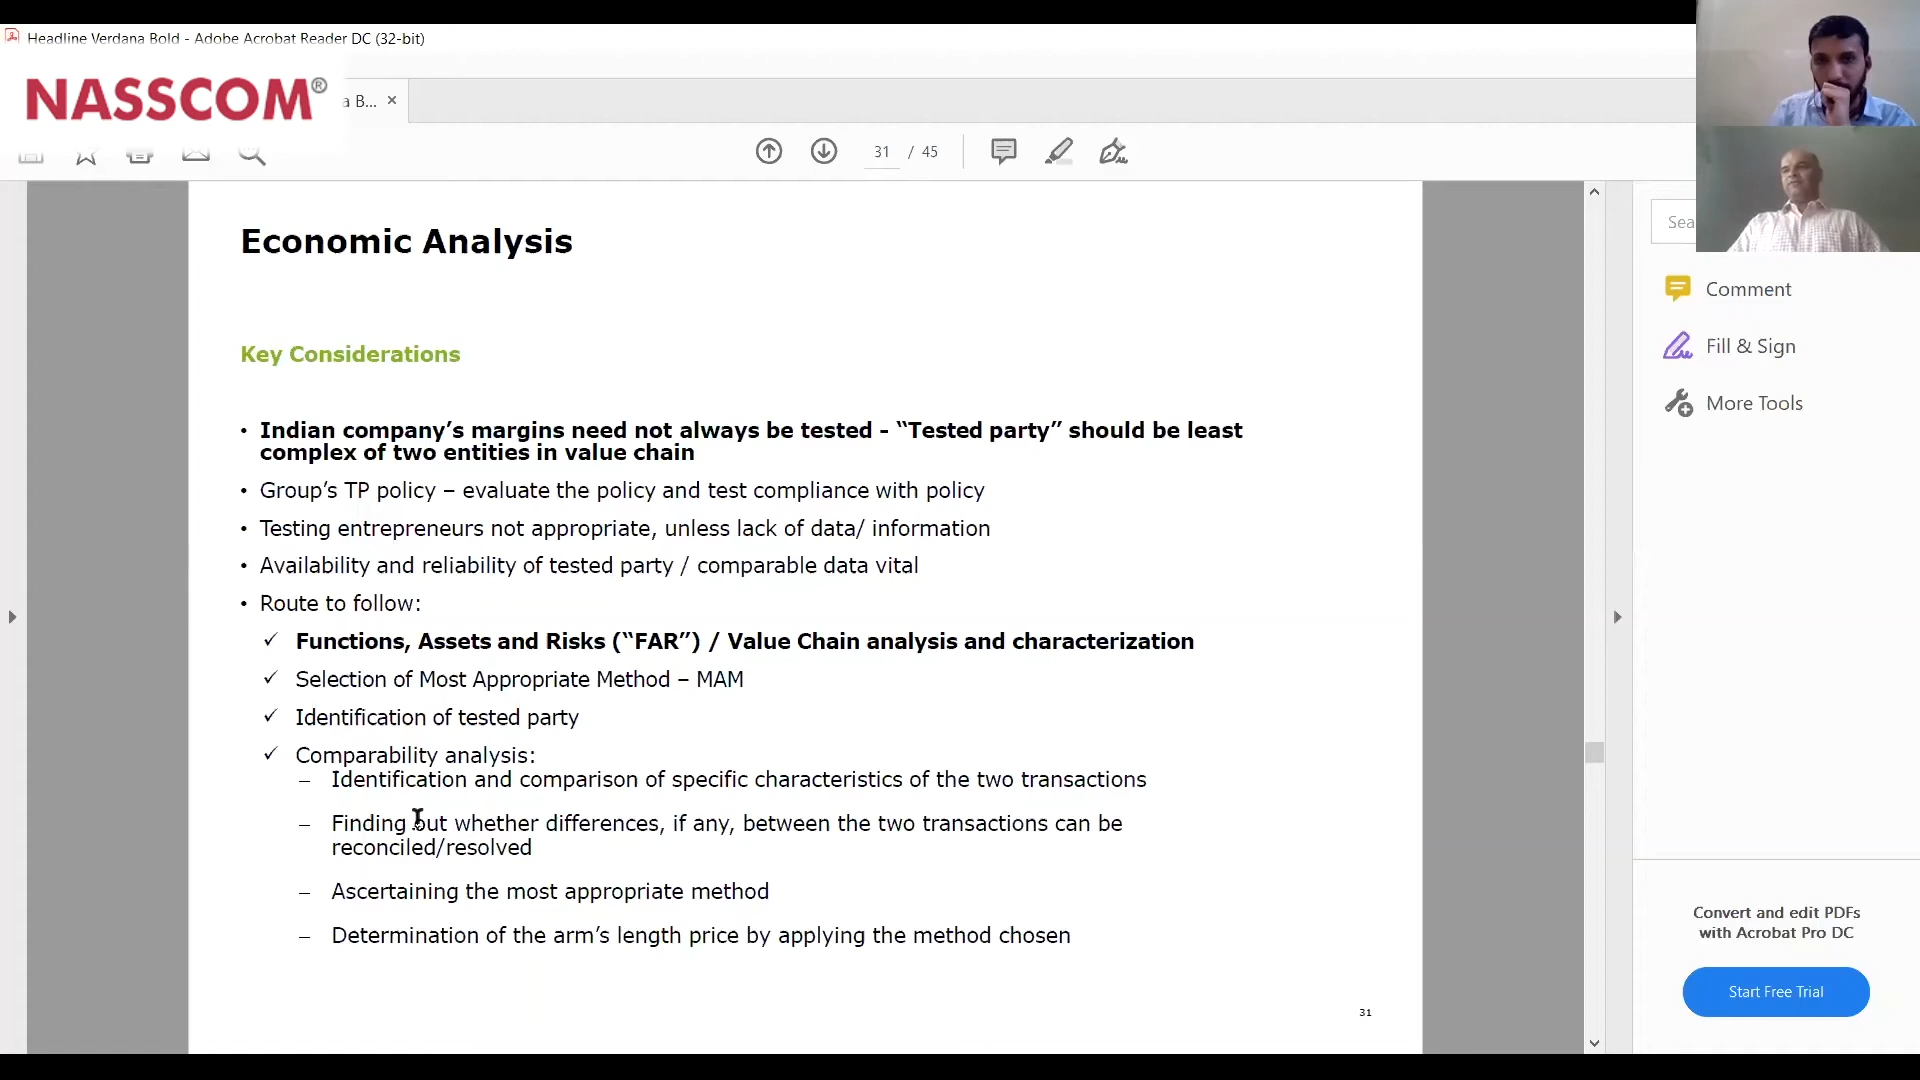 Headline Verdana Bold - Adobe Acrobat Reader DC (32-bit)
NASSCOM®
a B... ×
31 / 45
Economic Analysis
Key Considerations
• Indian company’s margins need not always be tested - “Tested party” should be least
complex of two entities in value chain
• Group’s TP policy – evaluate the policy and test compliance with policy
• Testing entrepreneurs not appropriate, unless lack of data/ information
• Availability and reliability of tested party / comparable data vital
• Route to follow:
✓ Functions, Assets and Risks (“FAR”) / Value Chain analysis and characterization
✓ Selection of Most Appropriate Method – MAM
✓ Identification of tested party
✓ Comparability analysis:
– Identification and comparison of specific characteristics of the two transactions
– Finding out whether differences, if any, between the two transactions can be
reconciled/resolved
– Ascertaining the most appropriate method
– Determination of the arm’s length price by applying the method chosen
31
Sea
Comment
Fill & Sign
More Tools
Convert and edit PDFs
with Acrobat Pro DC
Start Free Trial